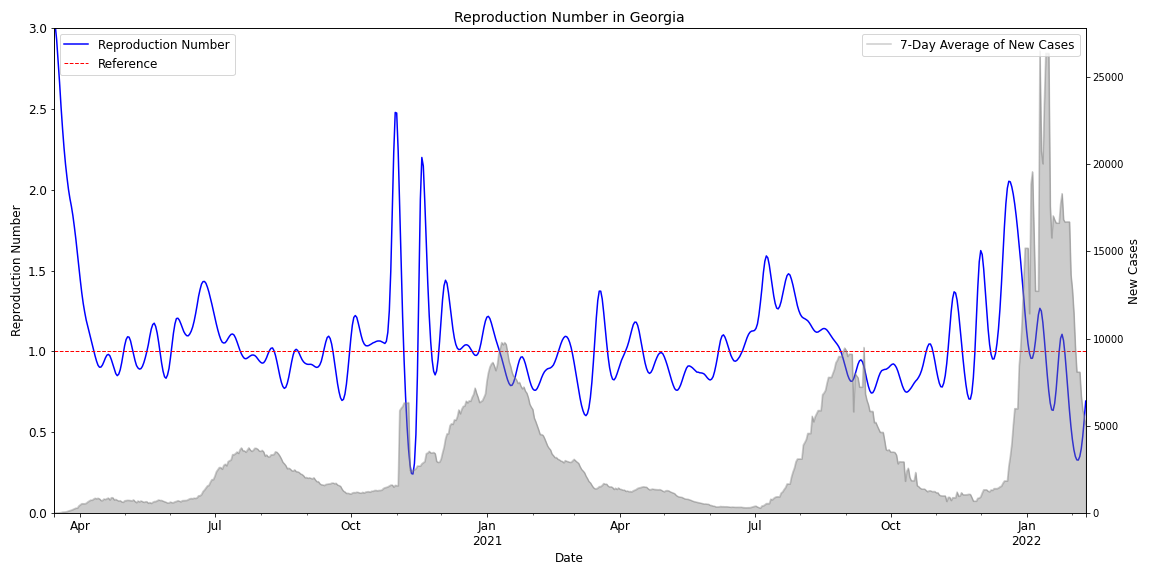 Reproduction Number in Georgia
Reproduction Number
Reference
7-Day Average of New Cases
3.0
2.5
2.0
1.5
1.0
0.5
0.0
Reproduction Number
25000
20000
15000
10000
5000
0
New Cases
Apr
Jul
Oct
Jan
2021
Apr
Jul
Oct
Jan
2022
Date